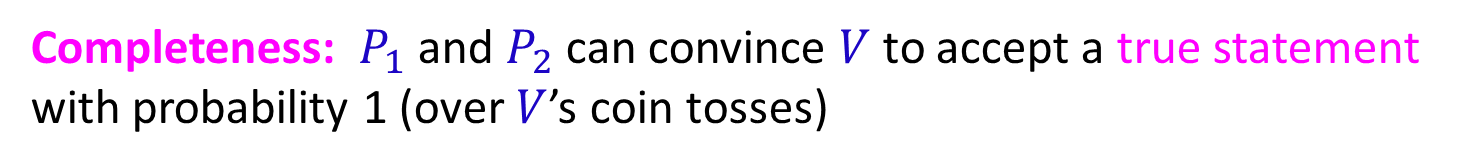 Completeness: P₁ and P₂ can convince V to accept a true statement
with probability 1 (over V's coin tosses)